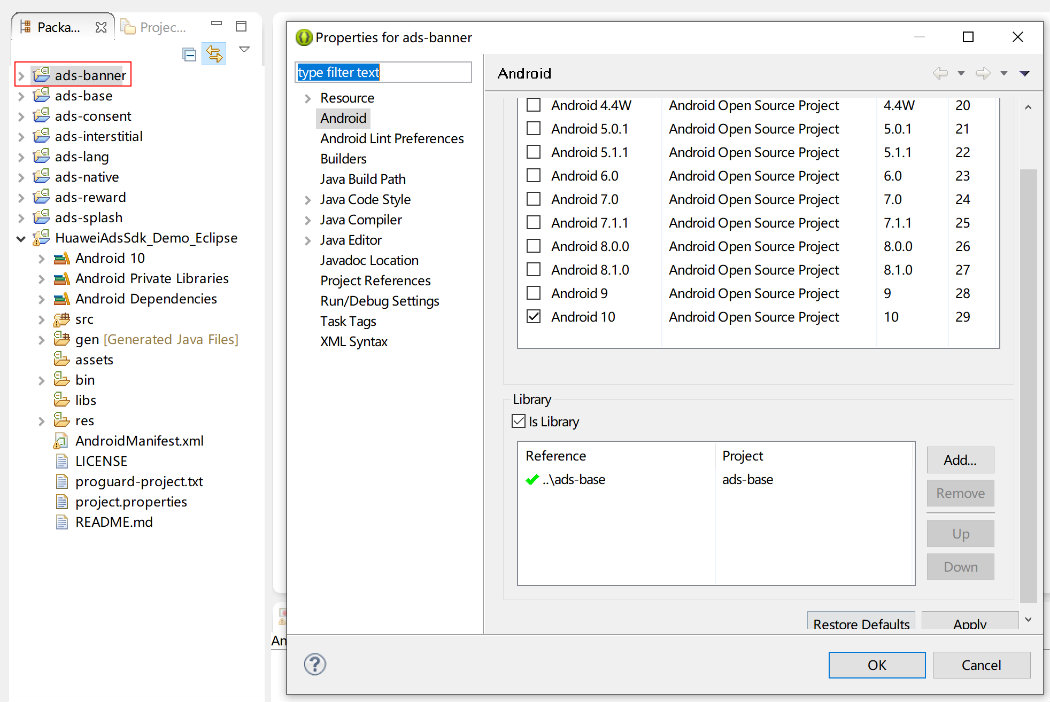 Packa...
Projec...
ads-banner
ads-base
ads-consent
ads-interstitial
ads-lang
ads-native
ads-reward
ads-splash
HuaweiAdsSdk_Demo_Eclipse
Android 10
Android Private Libraries
Android Dependencies
src
gen [Generated Java Files]
assets
bin
libs
res
AndroidManifest.xml
LICENSE
proguard-project.txt
project.properties
README.md
An
Properties for ads-banner
type filter text
Resource
Android
Android Lint Preferences
Builders
Java Build Path
Java Code Style
Java Compiler
Java Editor
Javadoc Location
Project References
Run/Debug Settings
Task Tags
XML Syntax
Android
Android 4.4W Android Open Source Project 4.4W 20
Android 5.0.1 Android Open Source Project 5.0.1 21
Android 5.1.1 Android Open Source Project 5.1.1 22
Android 6.0 Android Open Source Project 6.0 23
Android 7.0 Android Open Source Project 7.0 24
Android 7.1.1 Android Open Source Project 7.1.1 25
Android 8.0.0 Android Open Source Project 8.0.0 26
Android 8.1.0 Android Open Source Project 8.1.0 27
Android 9 Android Open Source Project 9 28
Android 10 Android Open Source Project 10 29
Library
Is Library
Reference Project
..\ads-base ads-base
Add...
Remove
Up
Down
Restore Defaults Apply
? OK Cancel